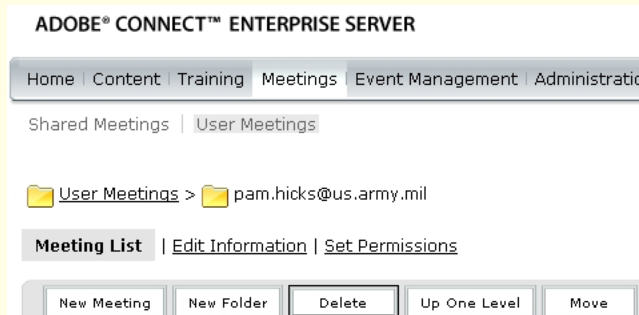 ADOBE® CONNECT™ ENTERPRISE SERVER
Home | Content | Training | Meetings | Event Management | Administratio
Shared Meetings | User Meetings
User Meetings > pam.hicks@us.army.mil
Meeting List | Edit Information | Set Permissions
New Meeting New Folder Delete Up One Level Move